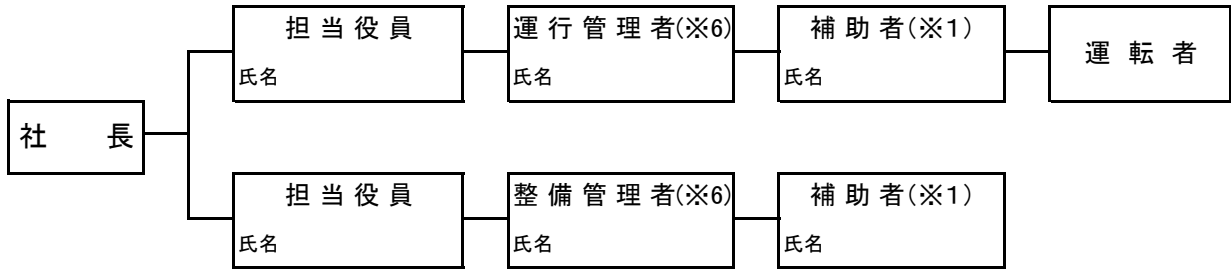 担当役員
氏名
運行管理者(※6)
氏名
補助者(※1)
氏名
運転者
社　長
担当役員
氏名
整備管理者(※6)
氏名
補助者(※1)
氏名